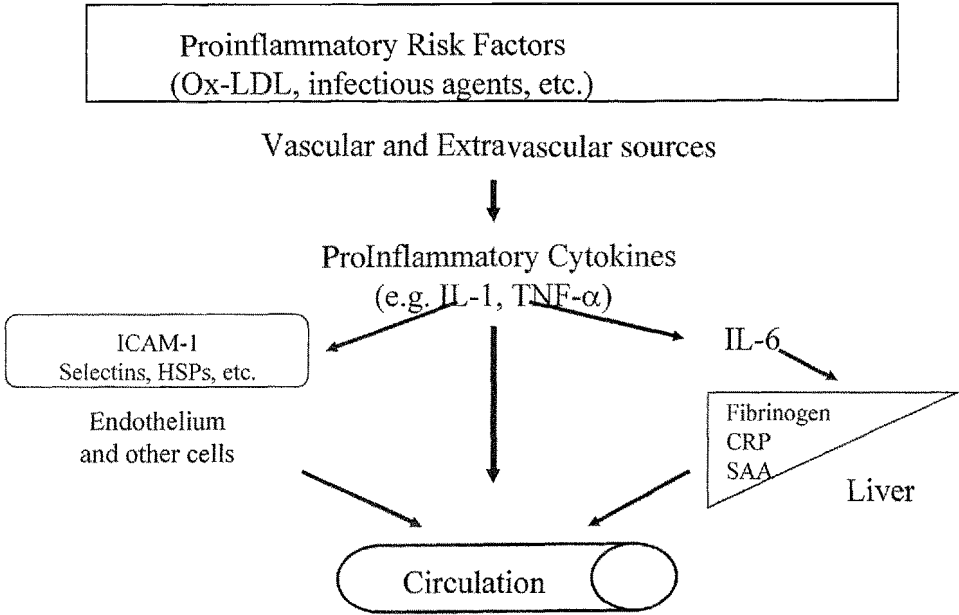 Proinflammatory Risk Factors
(Ox-LDL, infectious agents, etc.)
Vascular and Extravascular sources
ProInflammatory Cytokines
(e.g. IL-1, TNF-α)
ICAM-1
Selectins, HSPs, etc.
Endothelium
and other cells
IL-6
Fibrinogen
CRP
SAA
Liver
Circulation